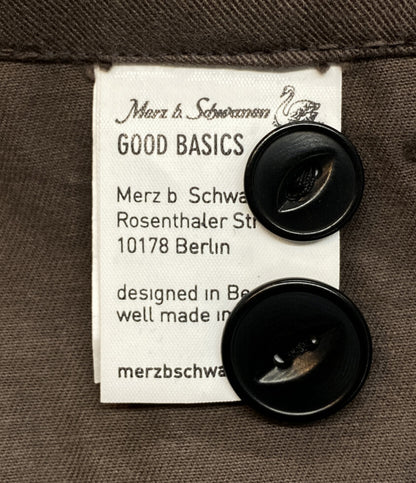 Merz b. Schwanen
GOOD BASICS
Merz b Schwa
Rosenthaler Str
10178 Berlin
designed in Be
well made in
merzbschwa